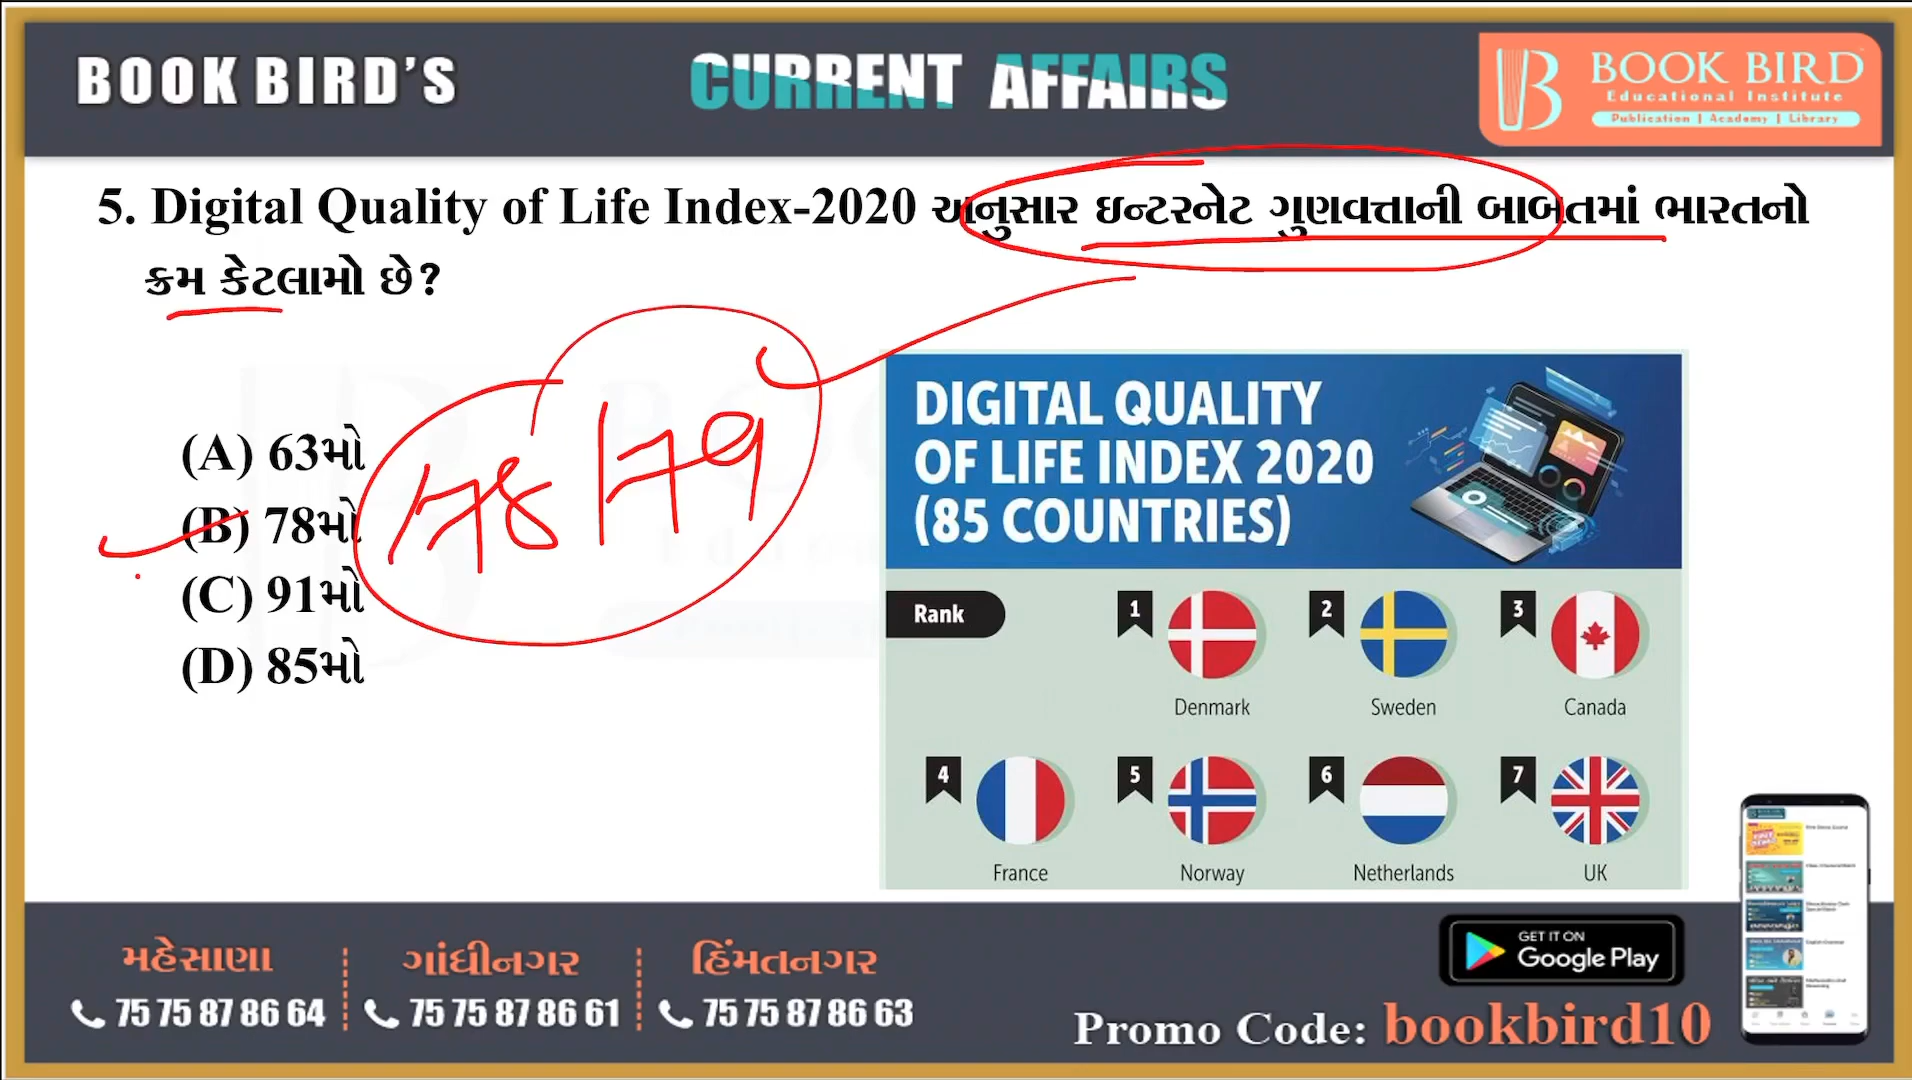 BOOK BIRD'S
CURRENT AFFAIRS
BOOK BIRD
Educational Institute
Publication | Academy | Library
5. Digital Quality of Life Index-2020 અનુસાર ઇન્ટરનેટ ગુણવત્તાની બાબતમાં ભારતનો
ક્રમ કેટલામો છે?
(A) 63મો
(B) 78મો
(C) 91મો
(D) 85મો
DIGITAL QUALITY
OF LIFE INDEX 2020
(85 COUNTRIES)
Rank
1
2
3
Denmark
Sweden
Canada
4
5
6
7
France
Norway
Netherlands
UK
મહેસાણા
ગાંધીનગર
હિંમતનગર
75 75 87 86 64
75 75 87 86 61
75 75 87 86 63
GET IT ON
Google Play
Promo Code: bookbird10